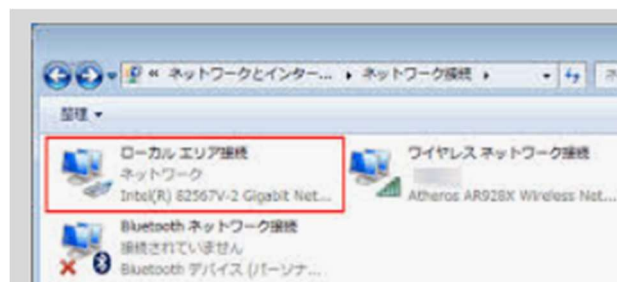 « ネットワークとインター... ▸ ネットワーク接続 ▸
整理 ▼
ローカル エリア接続
ネットワーク
Intel(R) 82567V-2 Gigabit Net...
ワイヤレス ネットワーク接続
Atheros AR928X Wireless Net...
Bluetooth ネットワーク接続
接続されていません
Bluetooth デバイス (パーソナ...